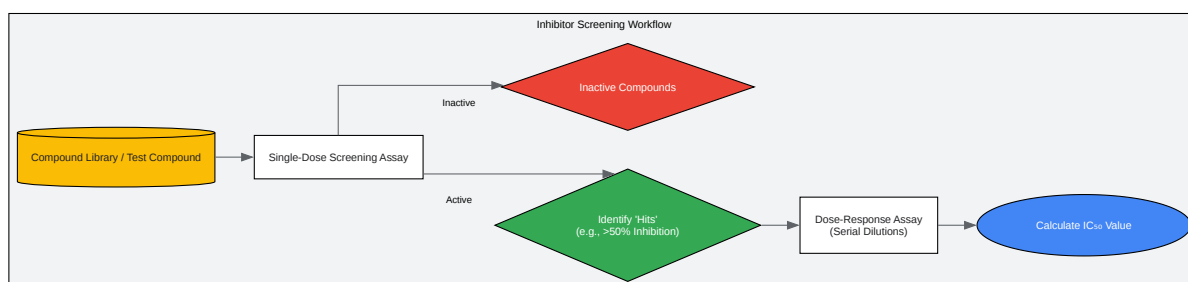 Inhibitor Screening Workflow
Inactive Compounds
Inactive
Compound Library / Test Compound
Single-Dose Screening Assay
Active
Identify 'Hits'
(e.g., >50% Inhibition)
Dose-Response Assay
(Serial Dilutions)
Calculate IC₅₀ Value